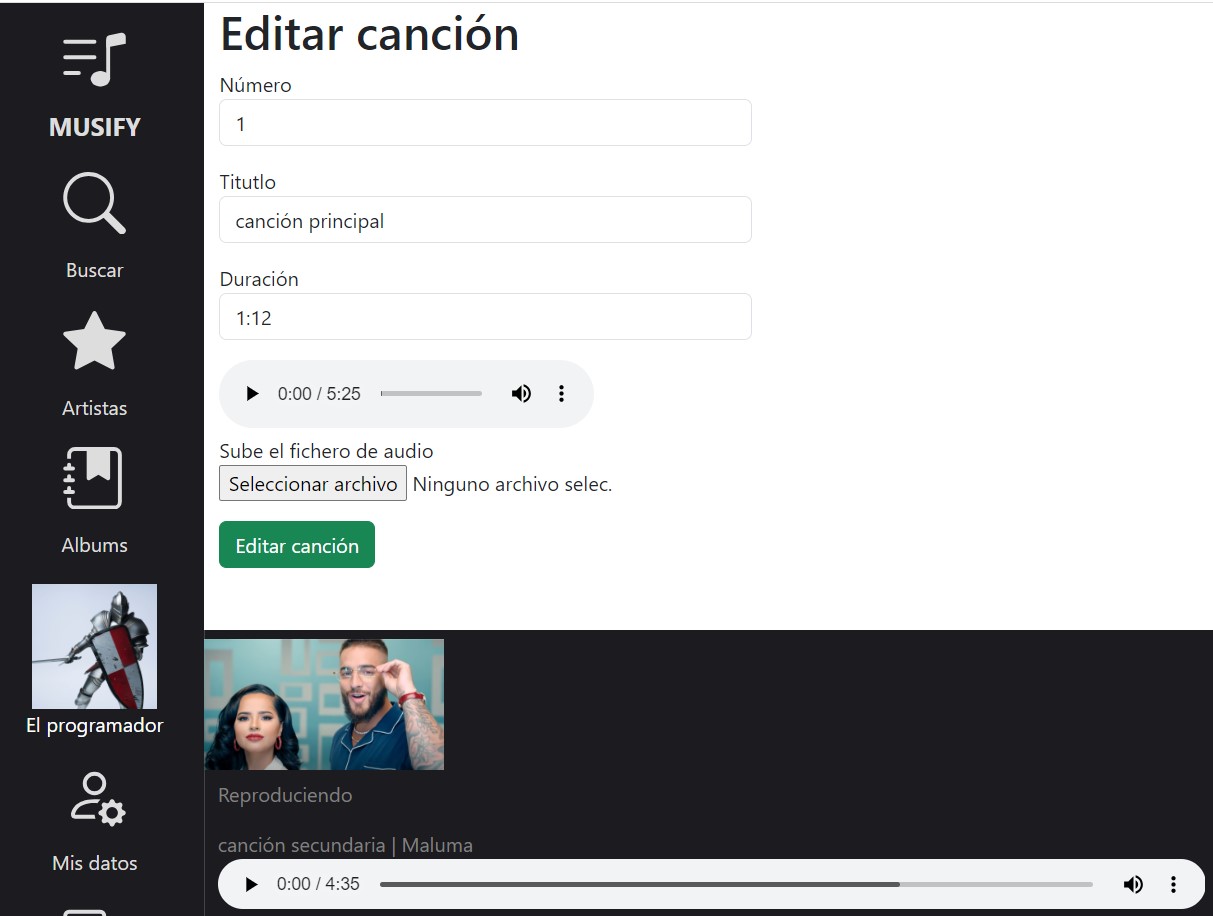 MUSIFY
Buscar
Artistas
Albums
El programador
Mis datos
Editar canción
Número
1
Titutlo
canción principal
Duración
1:12
0:00 / 5:25
Sube el fichero de audio
Seleccionar archivo Ninguno archivo selec.
Editar canción
Reproduciendo
canción secundaria | Maluma
0:00 / 4:35